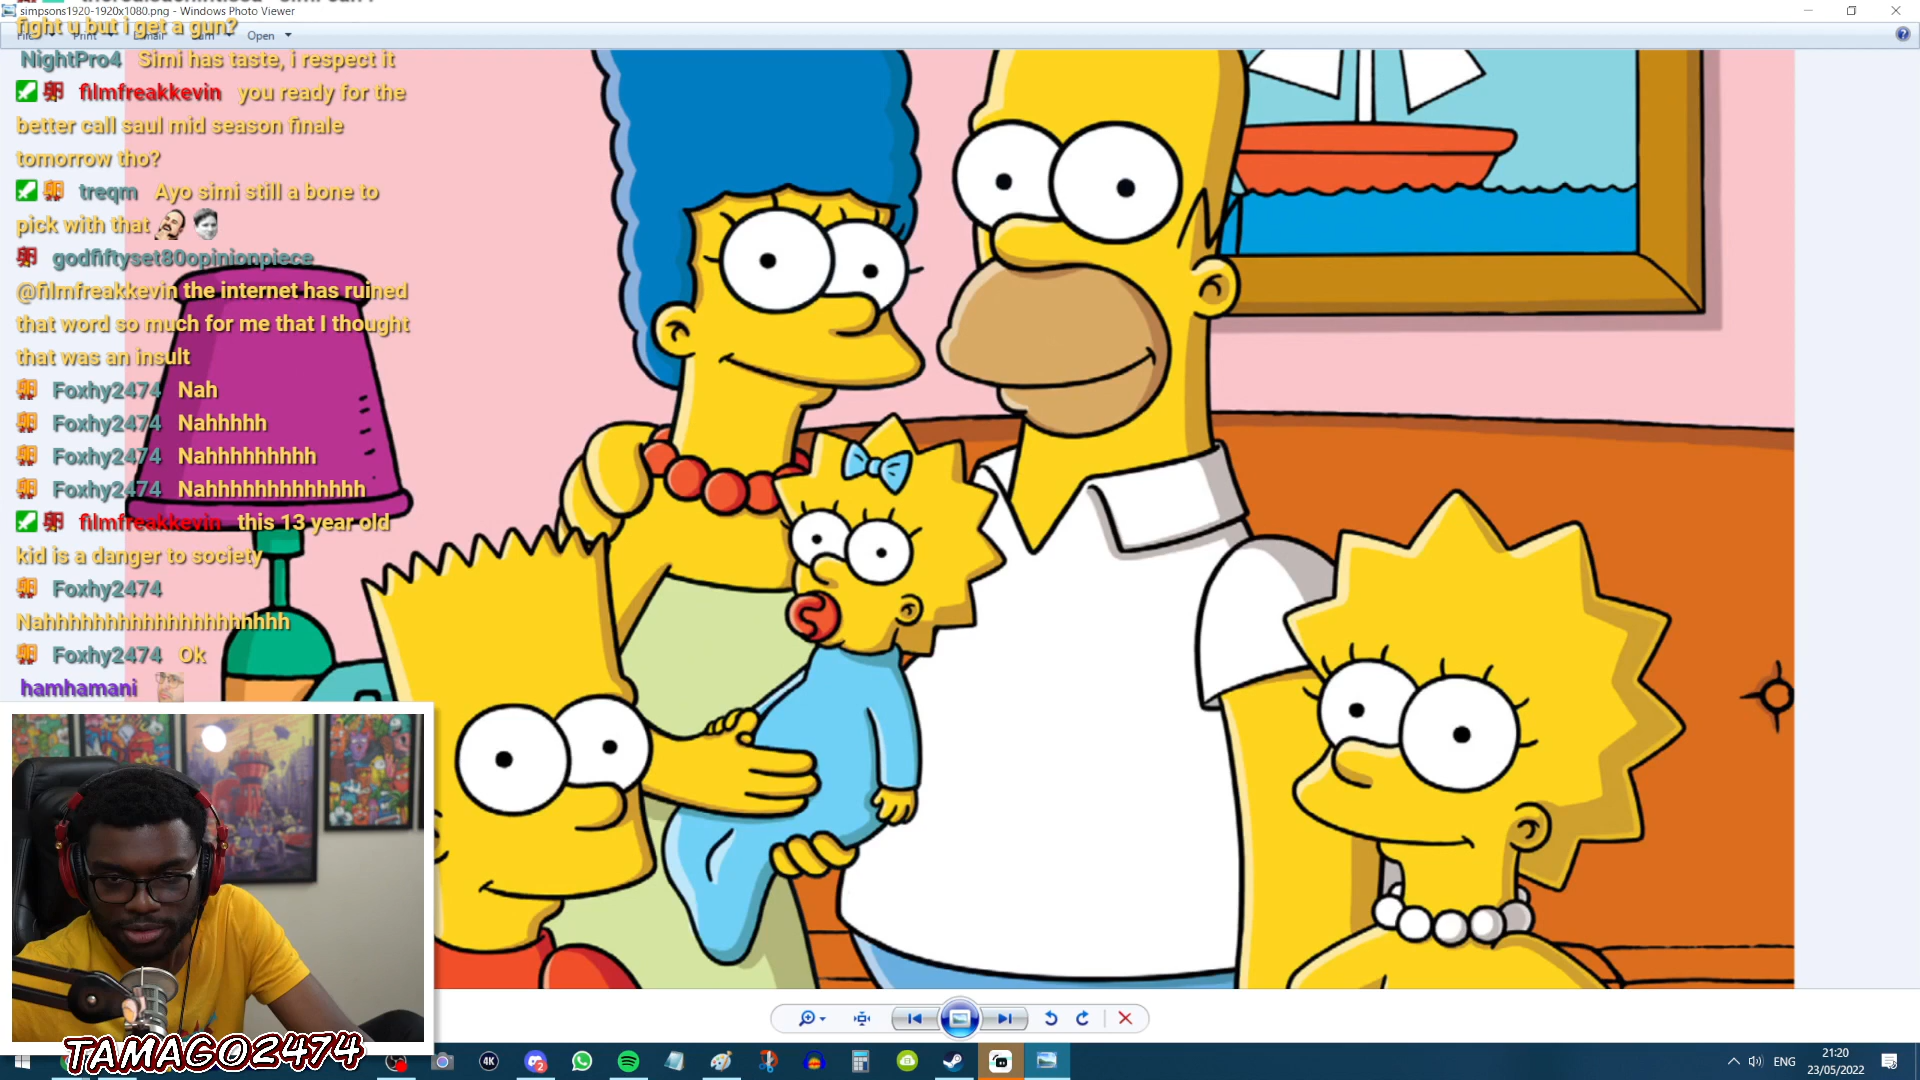 simpsons1920-1920x1080.png - Windows Photo Viewer
fight u but i get a gun?
Open
NightPro4 Simi has taste, i respect it
filmfreakkevin you ready for the
better call saul mid season finale
tomorrow tho?
treqm Ayo simi still a bone to
pick with that
godfiftyset80opinionpiece
@filmfreakkevin the internet has ruined
that word so much for me that I thought
that was an insult
Foxhy2474 Nah
Foxhy2474 Nahhhhh
Foxhy2474 Nahhhhhhhhh
Foxhy2474 Nahhhhhhhhhhhhh
filmfreakkevin this 13 year old
kid is a danger to society
Foxhy2474
Nahhhhhhhhhhhhhhhhhhh
Foxhy2474 Ok
hamhamani
TAMAGO2474
4K
2
ENG
21:20
23/05/2022